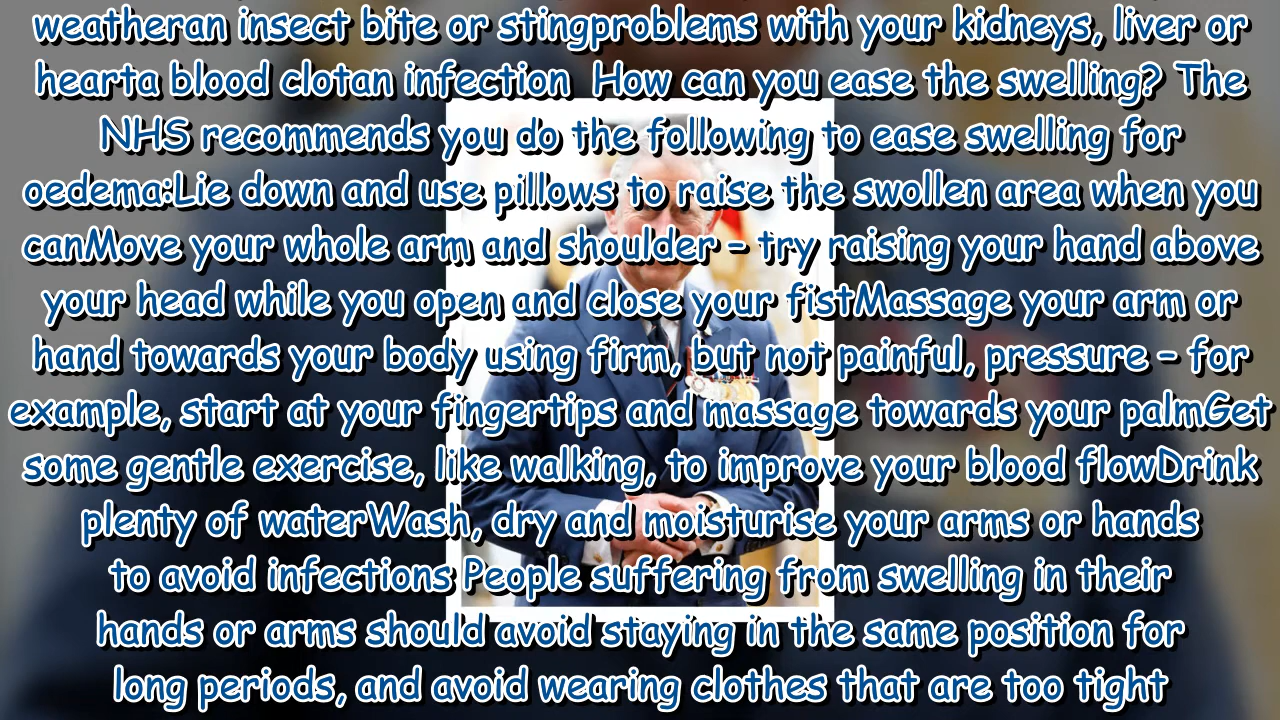 weatheran insect bite or stingproblems with your kidneys, liver or
hearta blood clotan infection  How can you ease the swelling? The
NHS recommends you do the following to ease swelling for
oedema:Lie down and use pillows to raise the swollen area when you
canMove your whole arm and shoulder – try raising your hand above
your head while you open and close your fistMassage your arm or
hand towards your body using firm, but not painful, pressure – for
example, start at your fingertips and massage towards your palmGet
some gentle exercise, like walking, to improve your blood flowDrink
plenty of waterWash, dry and moisturise your arms or hands
to avoid infections People suffering from swelling in their
hands or arms should avoid staying in the same position for
long periods, and avoid wearing clothes that are too tight